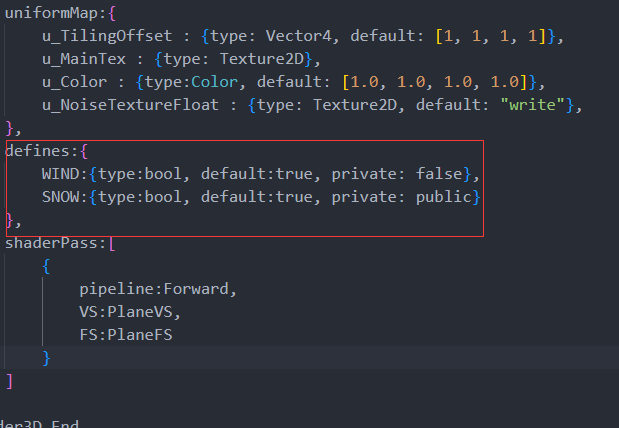 uniformMap:{
u_TilingOffset : {type: Vector4, default: [1, 1, 1, 1]},
u_MainTex : {type: Texture2D},
u_Color : {type:Color, default: [1.0, 1.0, 1.0, 1.0]},
u_NoiseTextureFloat : {type: Texture2D, default: "write"},
},
defines:{
WIND:{type:bool, default:true, private: false},
SNOW:{type:bool, default:true, private: public}
},
shaderPass:[
{
pipeline:Forward,
VS:PlaneVS,
FS:PlaneFS
}
]
der3D End